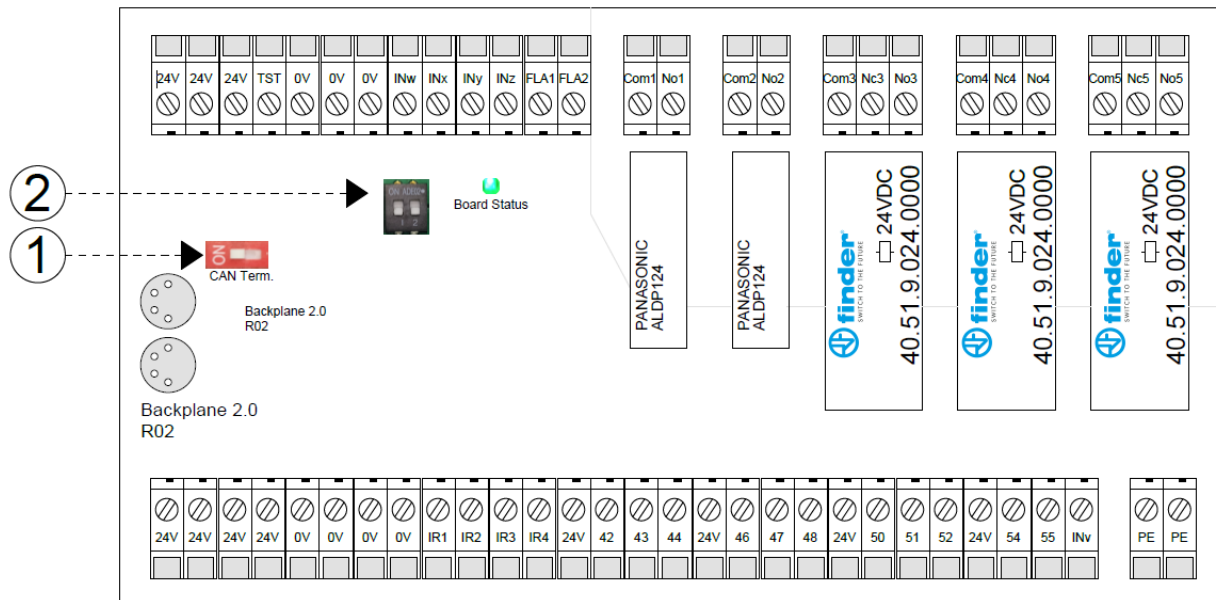 24V 24V 24V TST 0V 0V 0V INw INx INy INz FLA1 FLA2 Com1 No1 Com2 No2 Com3 Nc3 No3 Com4 Nc4 No4 Com5 Nc5 No5
2
ON
1 2
Board Status
1
ON
CAN Term.
Backplane 2.0
R02
Backplane 2.0
R02
PANASONIC
ALDP124
PANASONIC
ALDP124
finder
SWITCH TO THE FUTURE
24VDC
40.51.9.024.0000
finder
SWITCH TO THE FUTURE
24VDC
40.51.9.024.0000
finder
SWITCH TO THE FUTURE
24VDC
40.51.9.024.0000
24V 24V 24V 24V 0V 0V 0V 0V IR1 IR2 IR3 IR4 24V 42 43 44 24V 46 47 48 24V 50 51 52 24V 54 55 INv PE PE